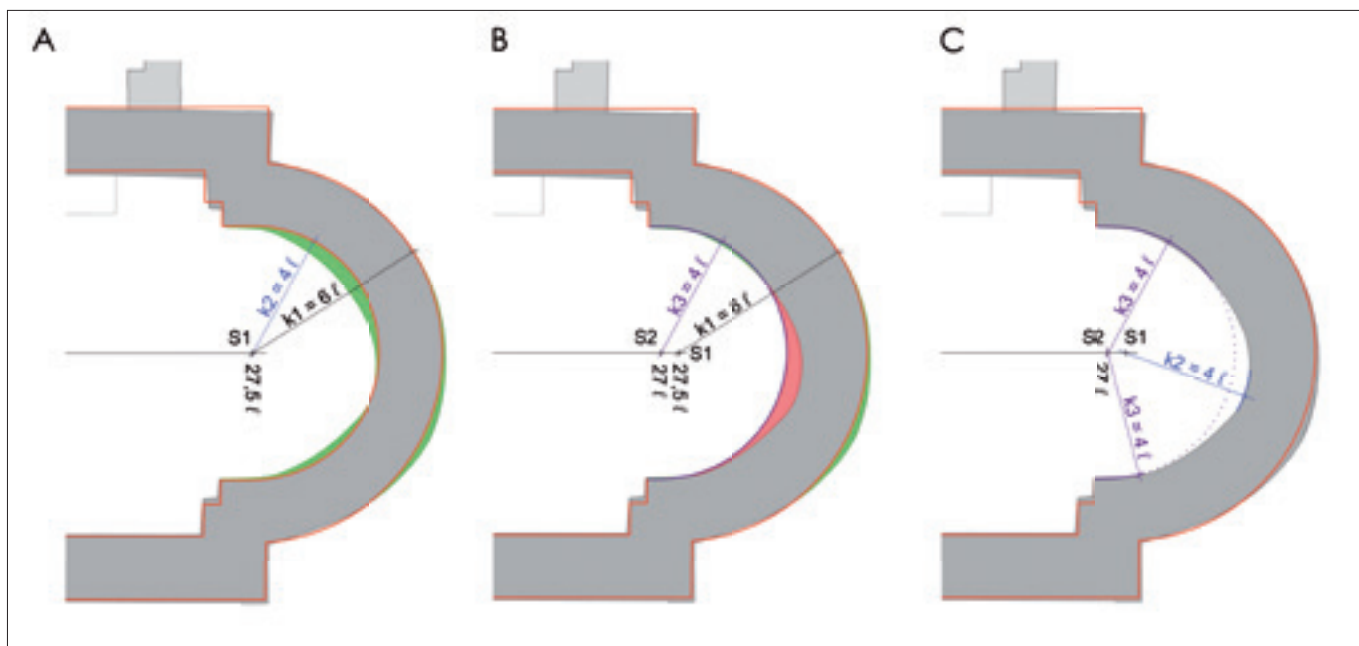 A
k2 = 4 ℓ
k1 = 6 ℓ
S1
27,5 ℓ
B
k3 = 4 ℓ
k1 = 6 ℓ
S2
S1
27 ℓ
27,5 ℓ
C
k3 = 4 ℓ
S2
S1
27 ℓ
k2 = 4 ℓ
k3 = 4 ℓ